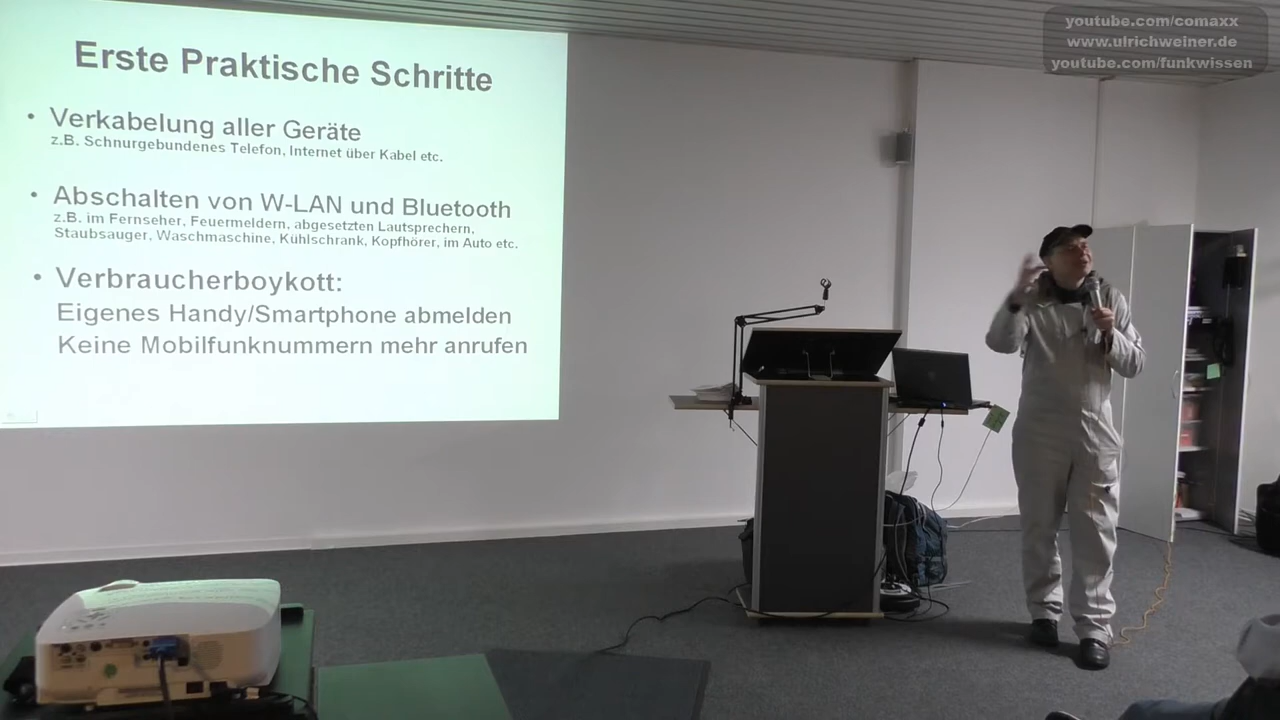 youtube.com/comaxx
www.ulrichweiner.de
youtube.com/funkwissen
Erste Praktische Schritte
• Verkabelung aller Geräte
z.B. Schnurgebundenes Telefon, Internet über Kabel etc.
• Abschalten von W-LAN und Bluetooth
z.B. im Fernseher, Feuermeldern, abgesetzten Lautsprechern,
Staubsauger, Waschmaschine, Kühlschrank, Kopfhörer, im Auto etc.
• Verbraucherboykott:
Eigenes Handy/Smartphone abmelden
Keine Mobilfunknummern mehr anrufen